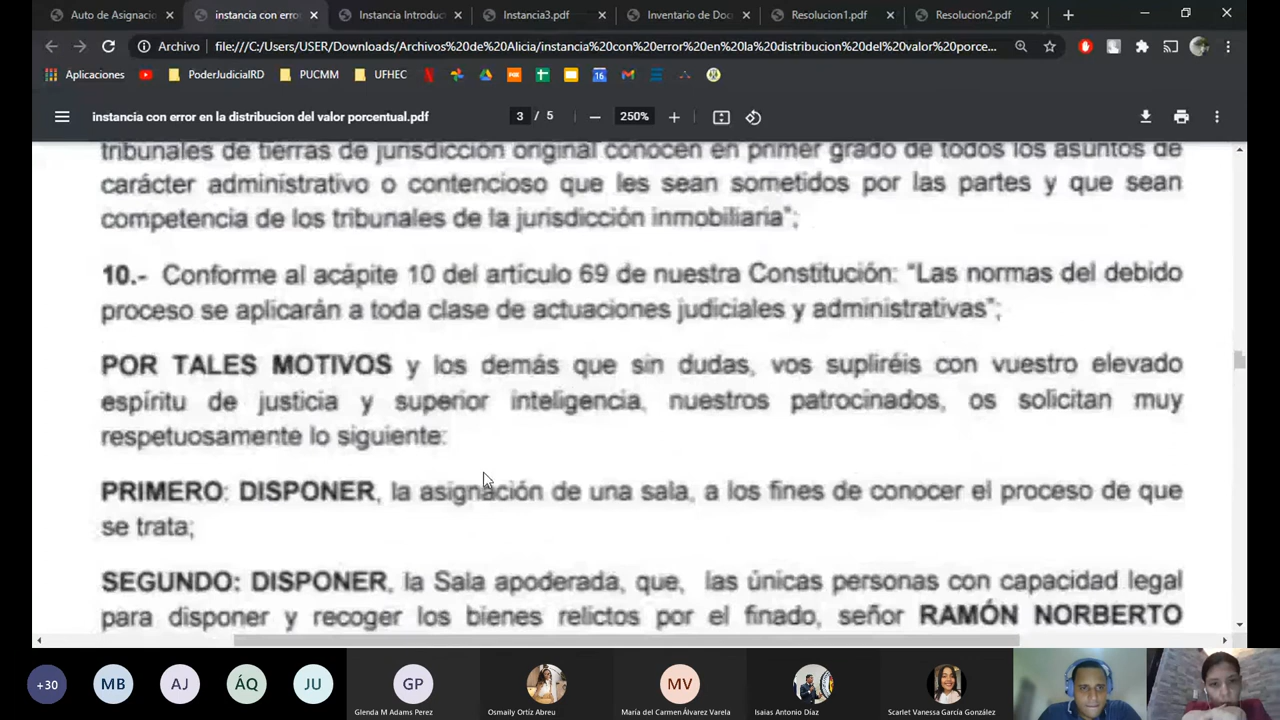 Auto de Asignacio
instancia con erro
Instancia Introduc
Instancia3.pdf
Inventario de Doc
Resolucion1.pdf
Resolucion2.pdf
Archivo
file:///C:/Users/USER/Downloads/Archivos%20de%20Alicia/instancia%20con%20error%20en%20la%20distribucion%20del%20valor%20porce...
Aplicaciones
PoderJudicialRD
PUCMM
UFHEC
16
instancia con error en la distribucion del valor porcentual.pdf
3 / 5
250%
tribunales de tierras de jurisdicción original conocen en primer grado de todos los asuntos de
carácter administrativo o contencioso que les sean sometidos por las partes y que sean
competencia de los tribunales de la jurisdicción inmobiliaria";
10.- Conforme al acápite 10 del artículo 69 de nuestra Constitución: "Las normas del debido
proceso se aplicarán a toda clase de actuaciones judiciales y administrativas";
POR TALES MOTIVOS y los demás que sin dudas, vos supliréis con vuestro elevado
espíritu de justicia y superior inteligencia, nuestros patrocinados, os solicitan muy
respetuosamente lo siguiente:
PRIMERO: DISPONER, la asignación de una sala, a los fines de conocer el proceso de que
se trata;
SEGUNDO: DISPONER, la Sala apoderada, que, las únicas personas con capacidad legal
para disponer y recoger los bienes relictos por el finado, señor RAMÓN NORBERTO
+30
MB
AJ
ÁQ
JU
GP
Glenda M Adams Perez
Osmaily Ortíz Abreu
MV
María del Carmen Álvarez Varela
Isaias Antonio Díaz
Scarlet Vanessa García González